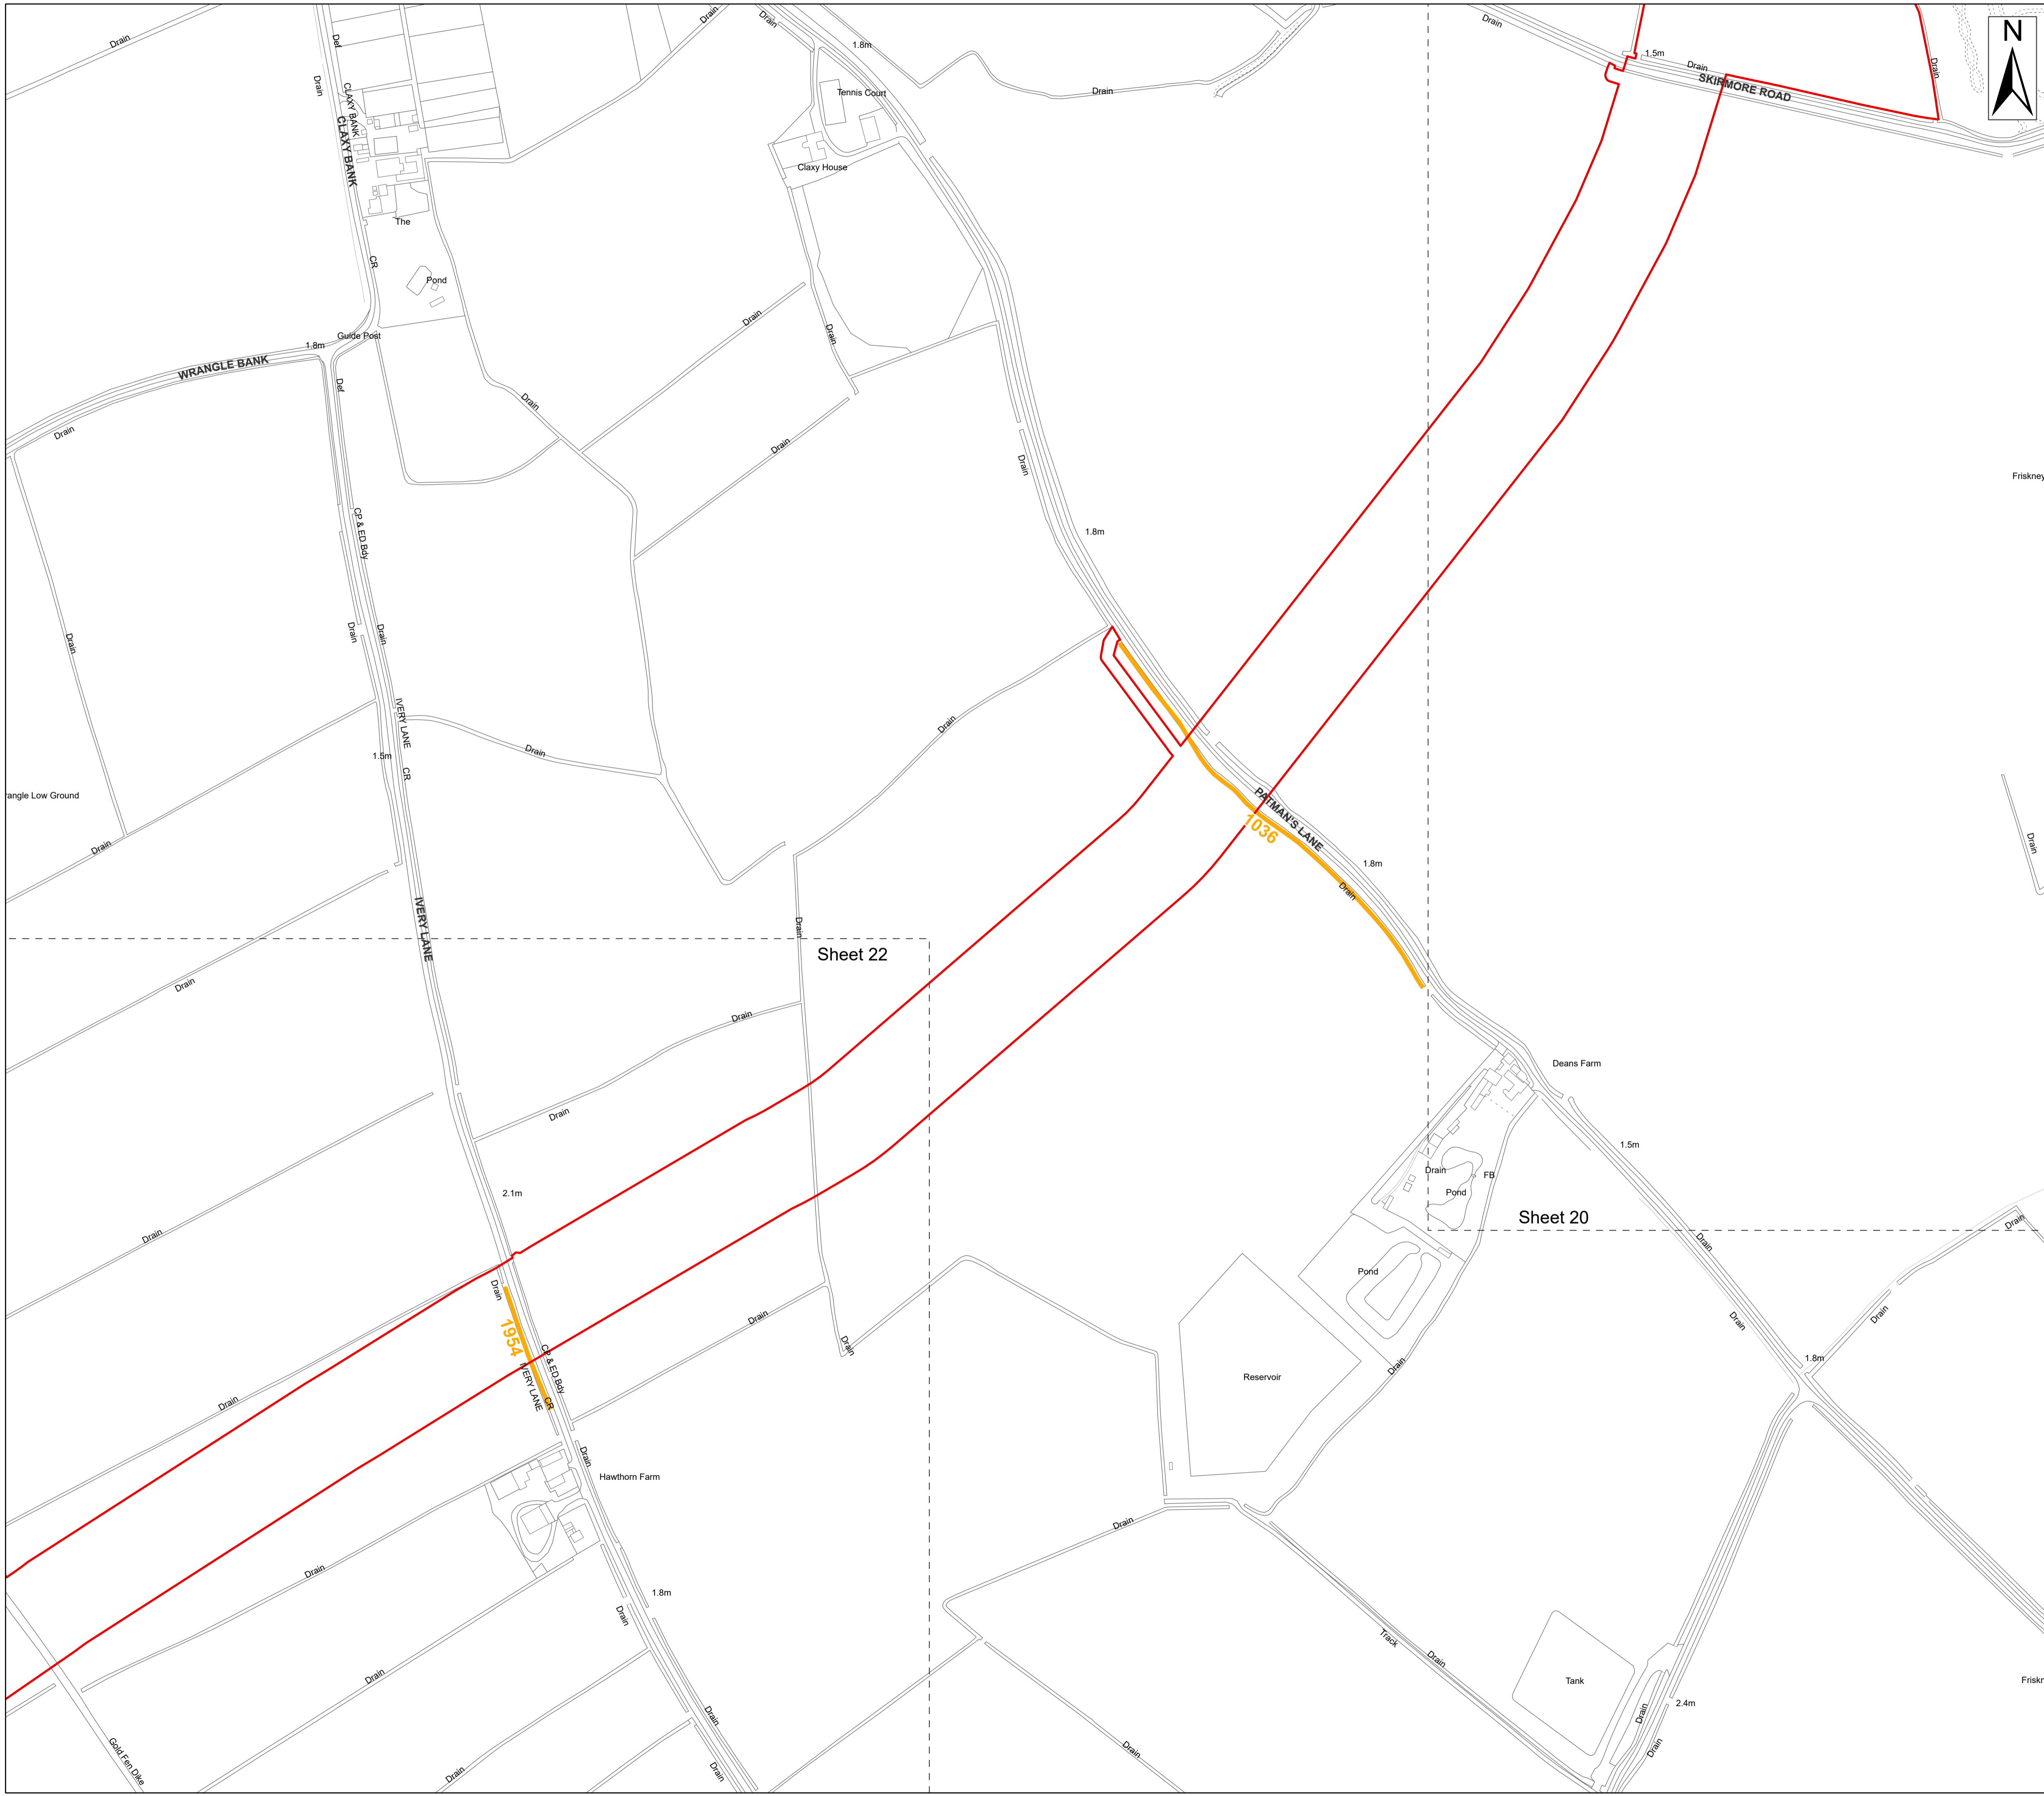 Drain
Def
Drain
1.8m
Drain
Drain
1.5m
Drain
N
SKIRMORE ROAD
Drain
Drain
CLAXY BANK
CLAXY BANK
Tennis Court
Drain
Claxy House
The
CR
Pond
Guide Post
1.8m
WRANGLE BANK
Def
Drain
Drain
Drain
Drain
Drain
Drain
Friskney
CP & ED Bdy
1.8m
Drain
Drain
Drain
IVERY LANE
Drain
Drain
1.5m
CR
rangle Low Ground
Drain
PATMAN'S LANE
1036
1.8m
Drain
Drain
IVERY LANE
Drain
Sheet 22
Drain
Drain
Drain
Deans Farm
1.5m
Drain
FB
Pond
2.1m
Sheet 20
Drain
Drain
Drain
Pond
Drain
1954
CP & ED Bdy
IVERY LANE
CR
Drain
Drain
Drain
Drain
Drain
1.8m
Reservoir
Drain
Drain
Drain
Hawthorn Farm
Drain
Drain
1.8m
Drain
Track
Drain
Tank
Friskn
Drain
2.4m
Drain
Drain
Drain
Gold Fen Dike
Drain
Drain
Drain